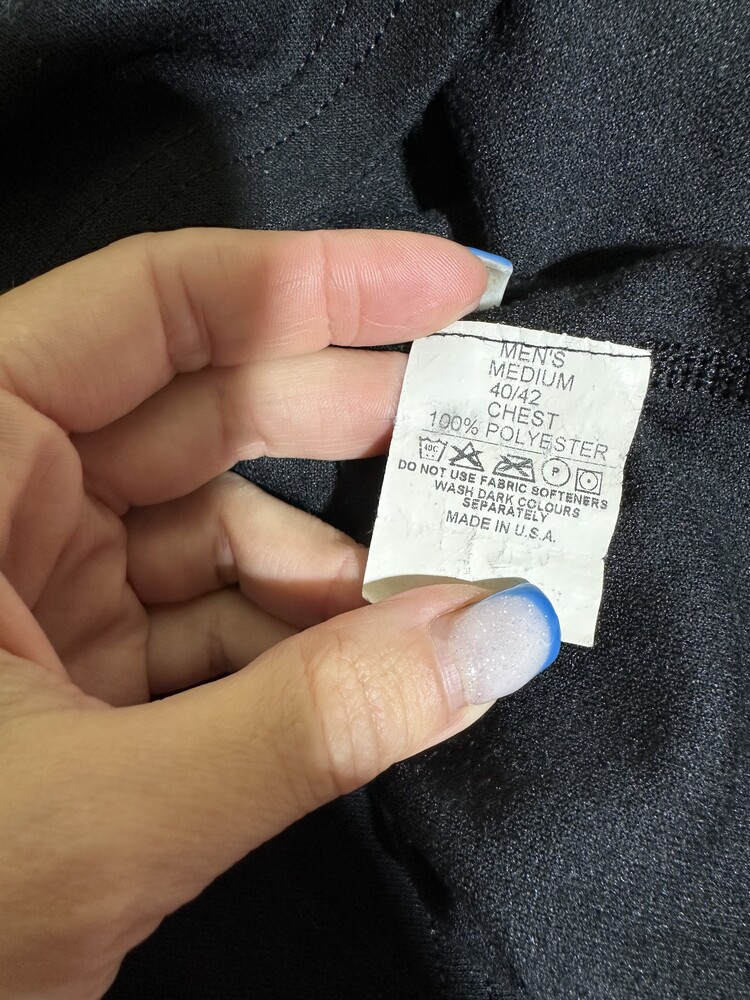 MEN'S
MEDIUM
40/42
CHEST
100% POLYESTER
40C P
DO NOT USE FABRIC SOFTENERS
WASH DARK COLOURS
SEPARATELY
MADE IN U.S.A.